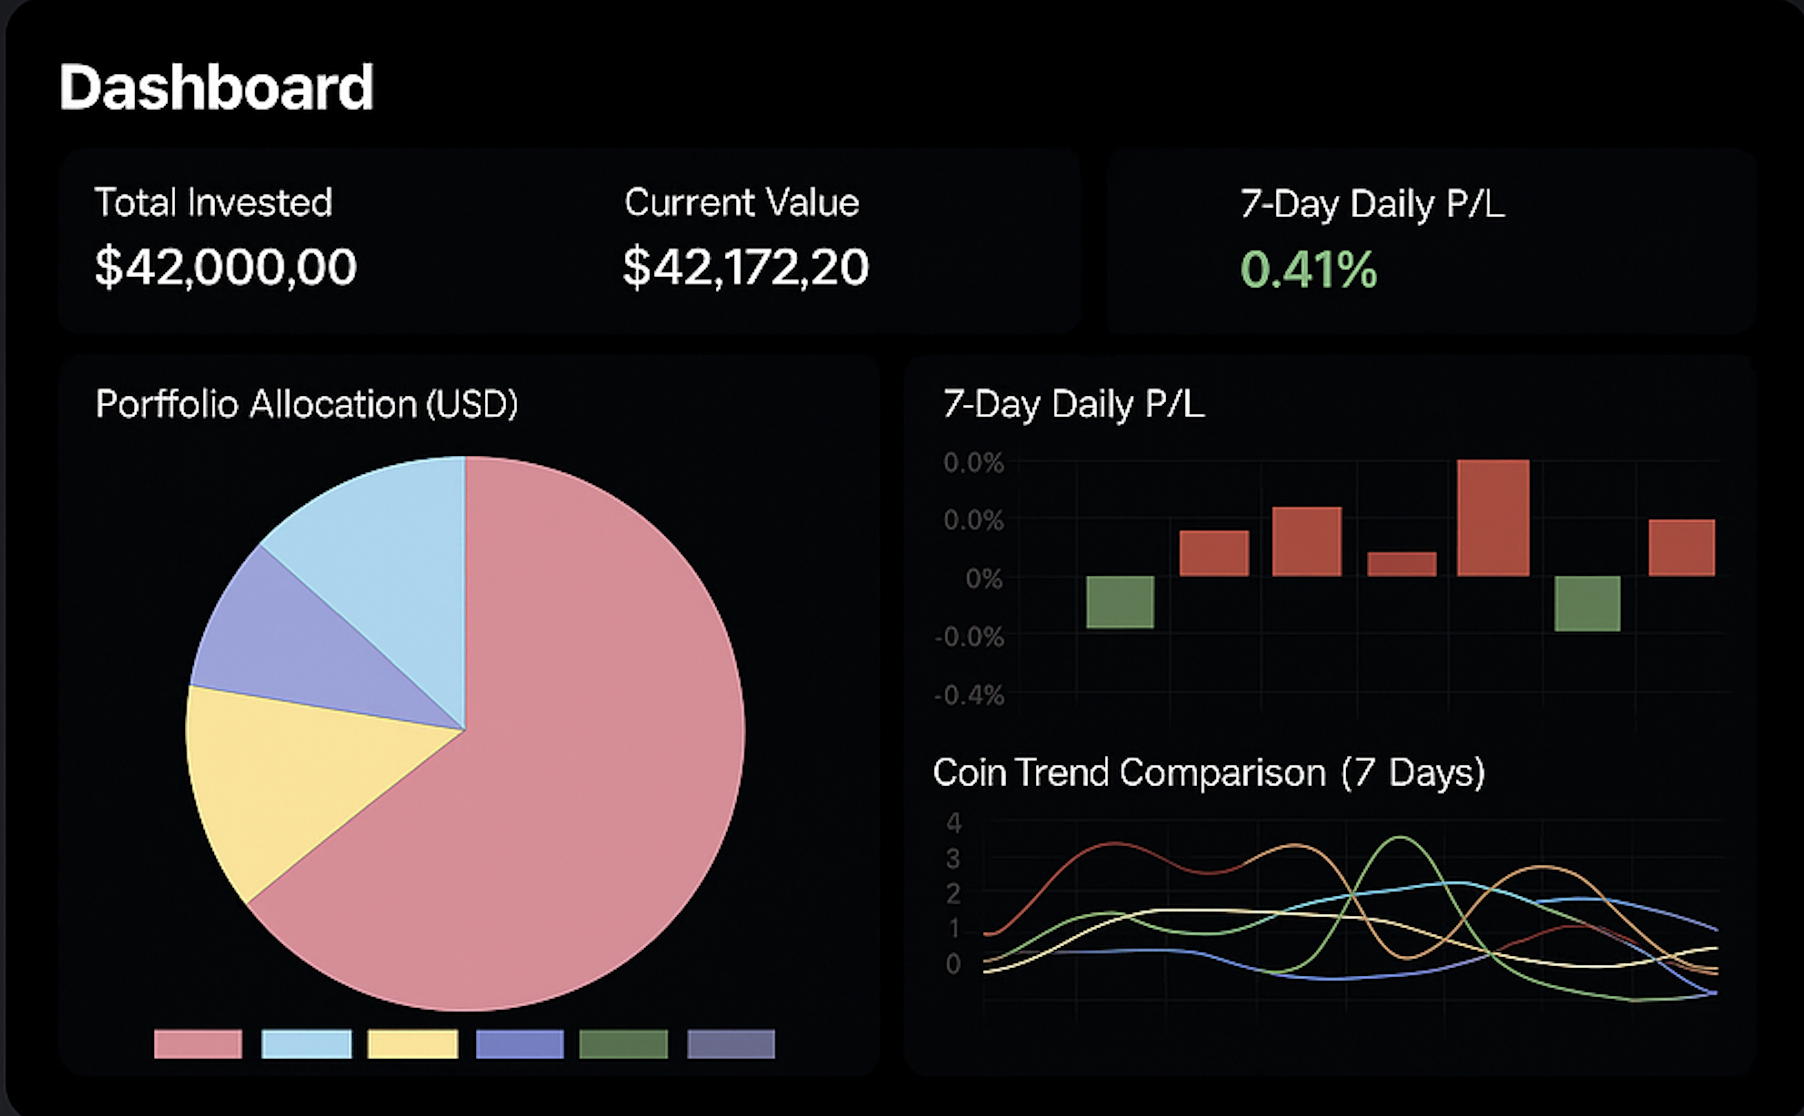 Dashboard
Total Invested
$42,000,00
Current Value
$42,172,20
7-Day Daily P/L
0.41%
Porffolio Allocation (USD)
7-Day Daily P/L
0.0%
0.0%
0%
-0.0%
-0.4%
Coin Trend Comparison (7 Days)
4
3
2
1
0